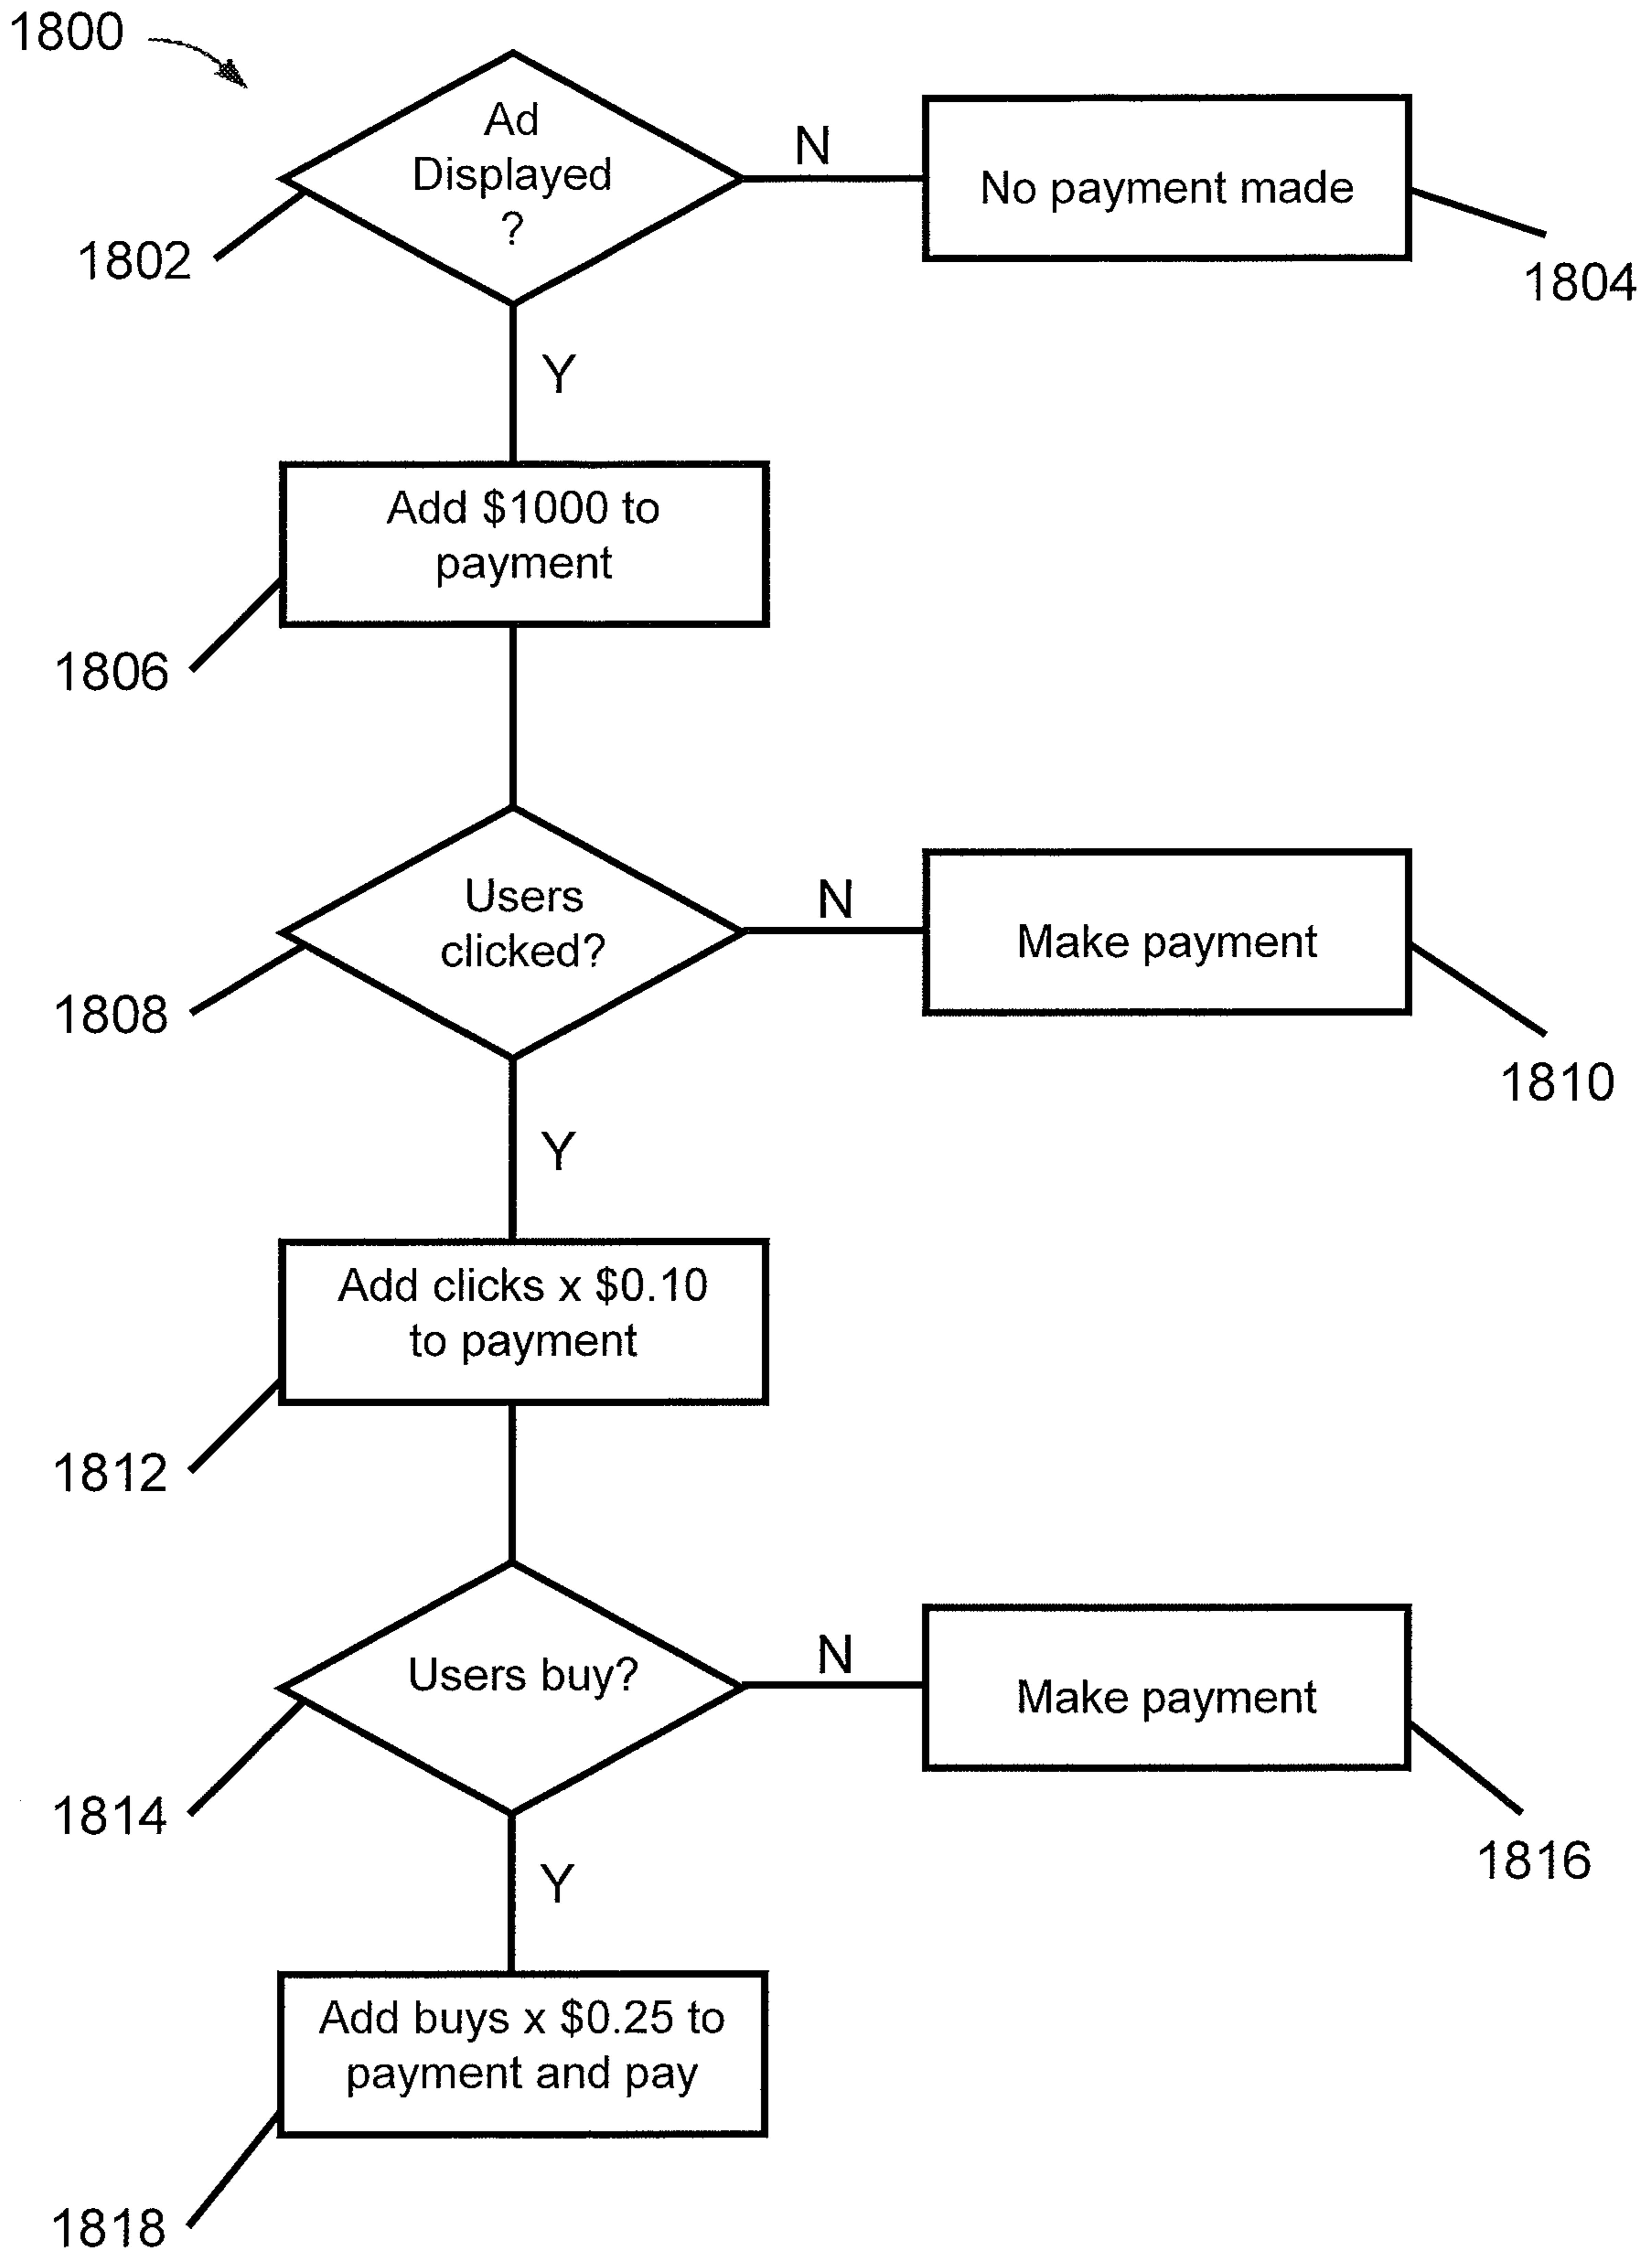 1800
Ad
Displayed
?
N
No payment made
1802
1804
Y
Add $1000 to
payment
1806
Users
clicked?
N
Make payment
1808
1810
Y
Add clicks x $0.10
to payment
1812
Users buy?
N
Make payment
1814
1816
Y
Add buys x $0.25 to
payment and pay
1818